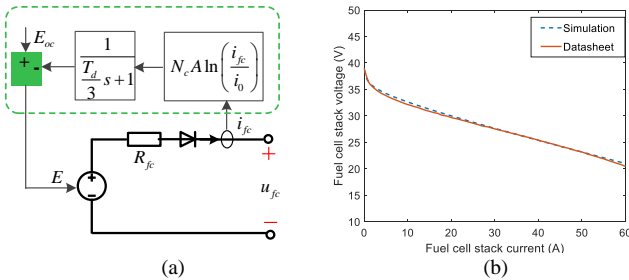 E_oc
+
-
1
T_d/3 s+1
N_c A ln(i_fc/i_0)
i_fc
R_fc
+
E
+
-
u_fc
−
(a)
50
45
40
35
30
25
20
15
10
0 10 20 30 40 50 60
Fuel cell stack voltage (V)
Fuel cell stack current (A)
Simulation
Datasheet
(b)